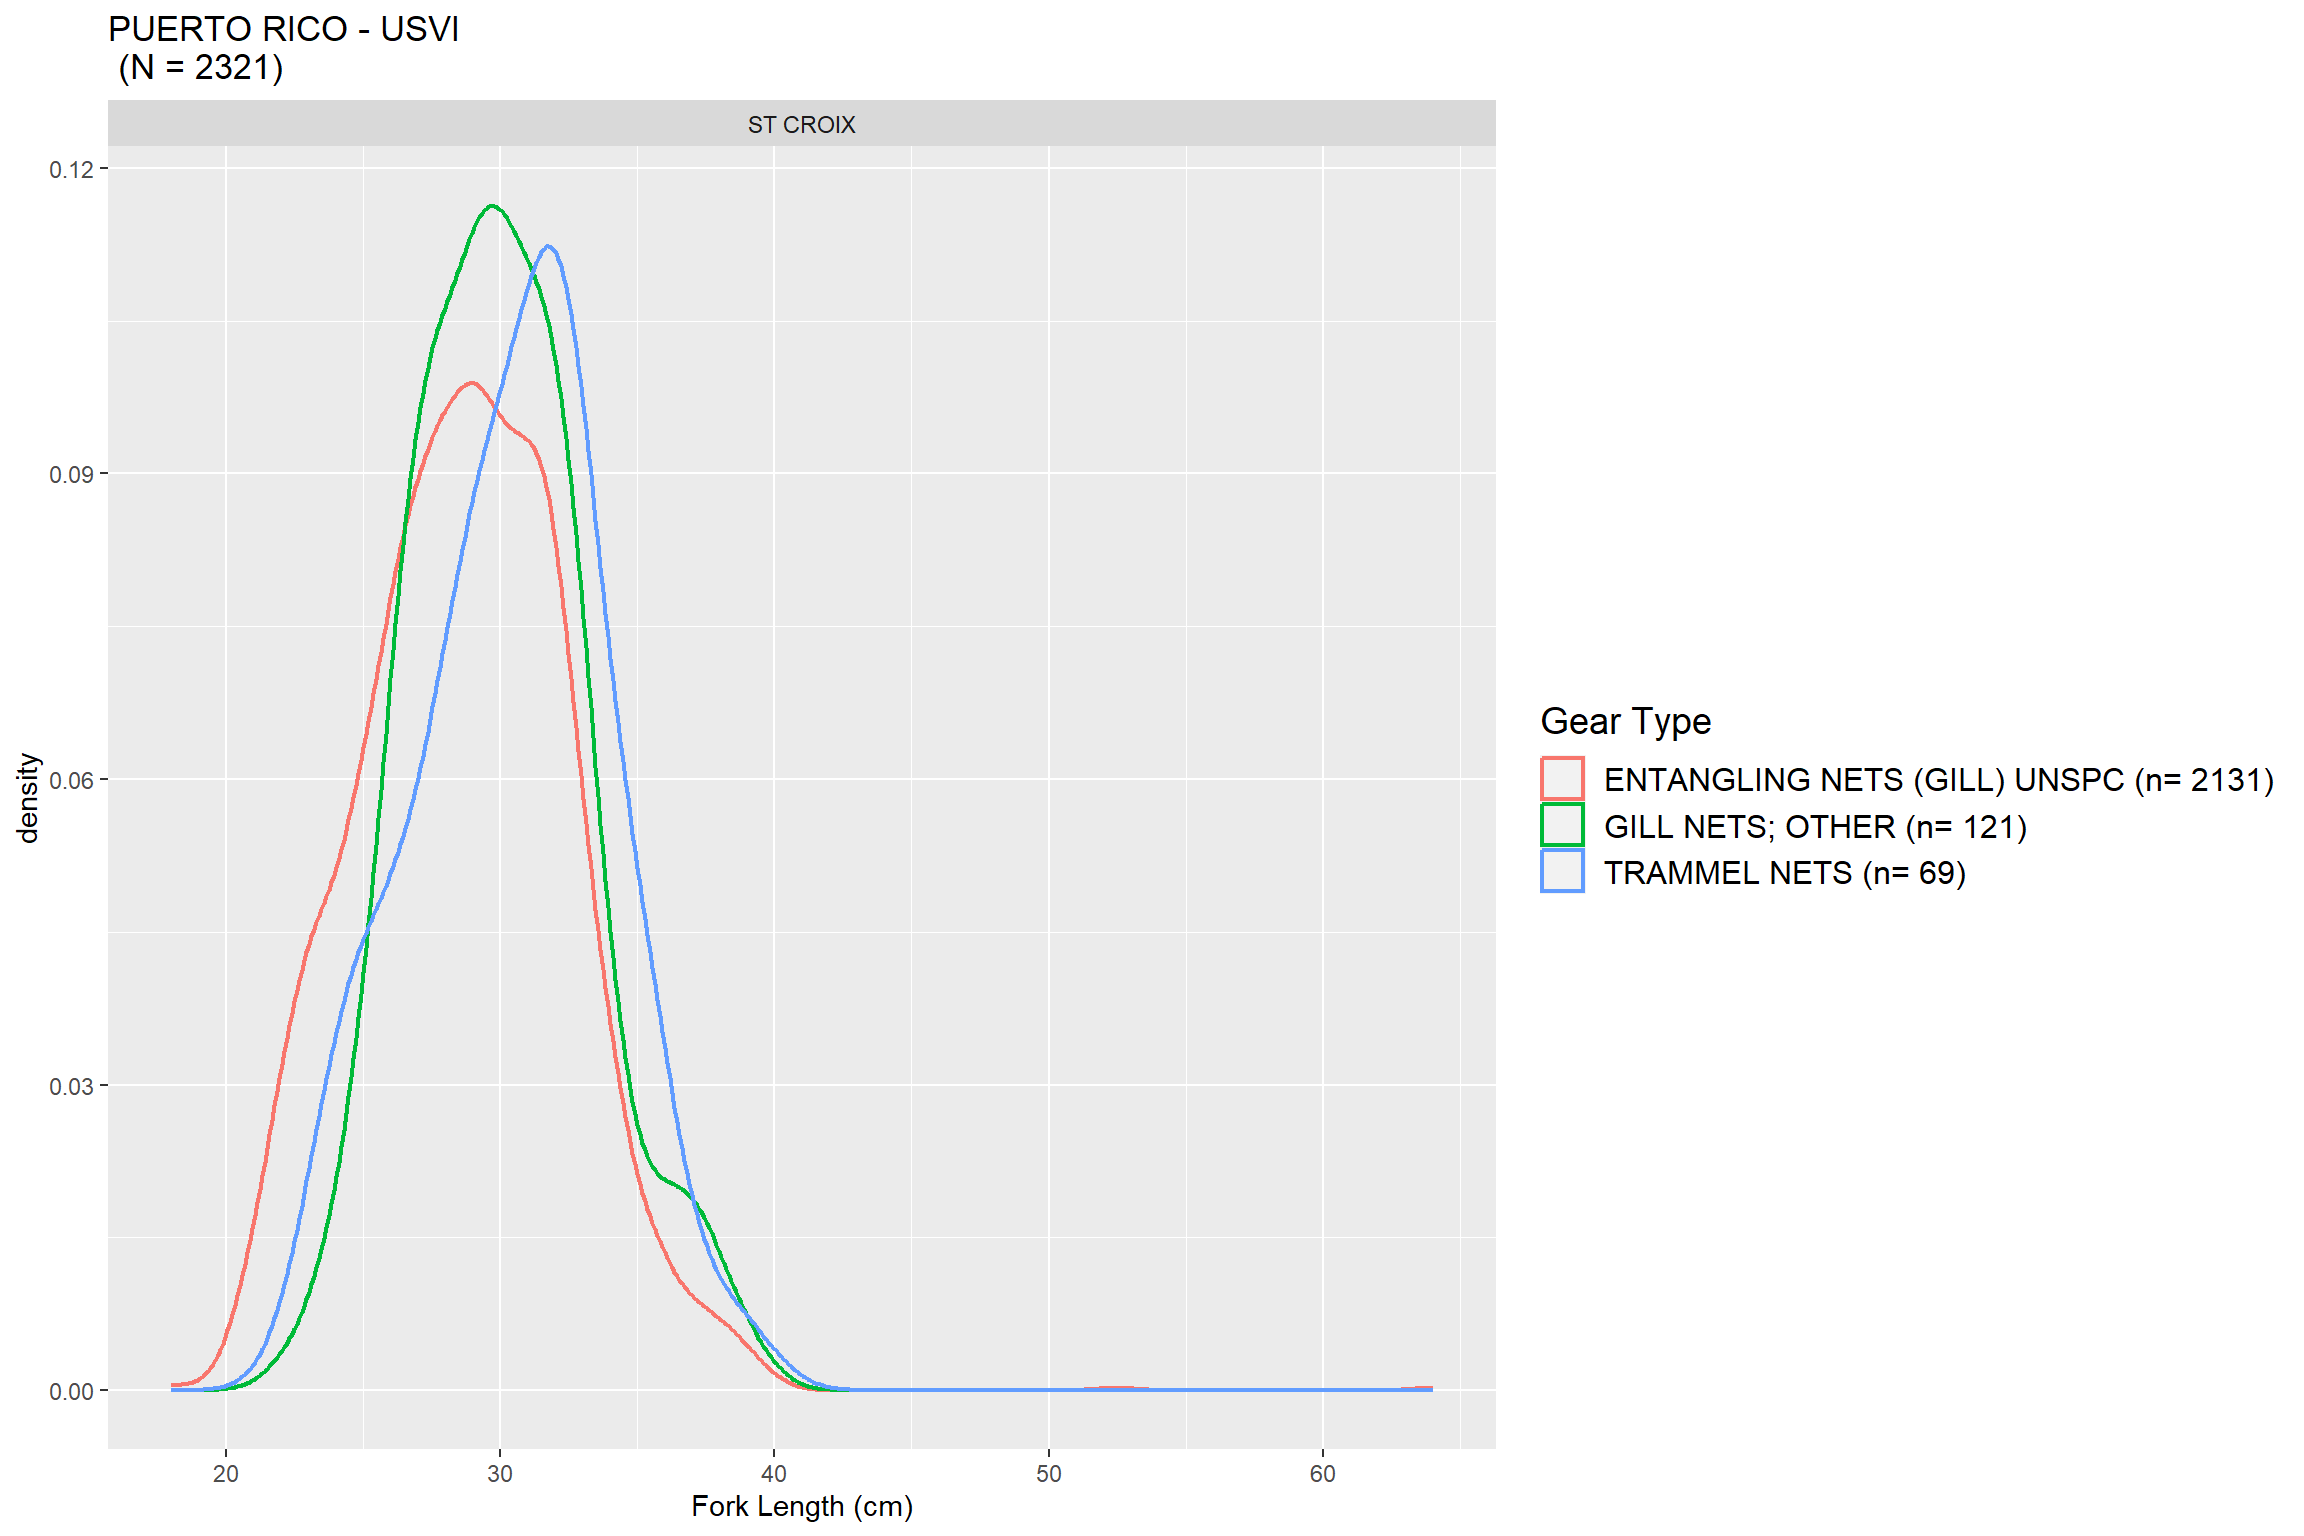 PUERTO RICO - USVI
(N = 2321)
ST CROIX
0.12
0.09
0.06
0.03
0.00
density
20 30 40 50 60
Fork Length (cm)
Gear Type
ENTANGLING NETS (GILL) UNSPC (n= 2131)
GILL NETS; OTHER (n= 121)
TRAMMEL NETS (n= 69)